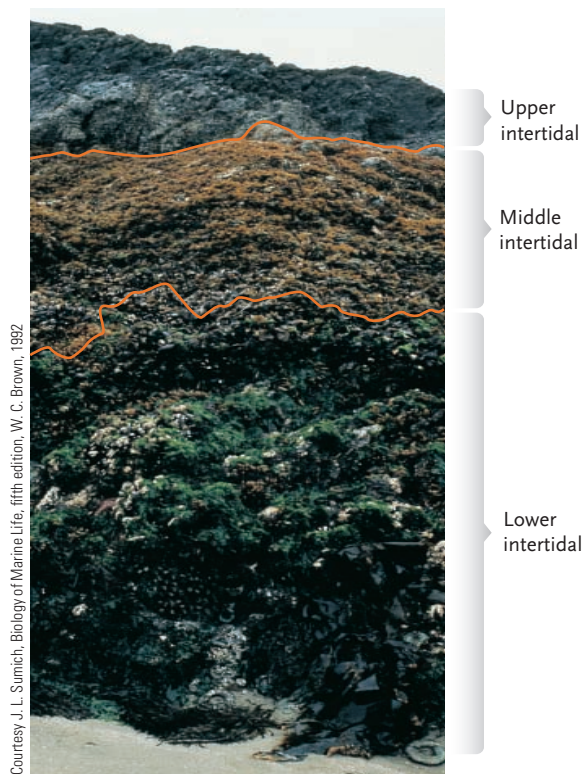 Upper
intertidal
Middle
intertidal
Lower
intertidal
Courtesy J. L. Sumich, Biology of Marine Life, fifth edition, W. C. Brown, 1992